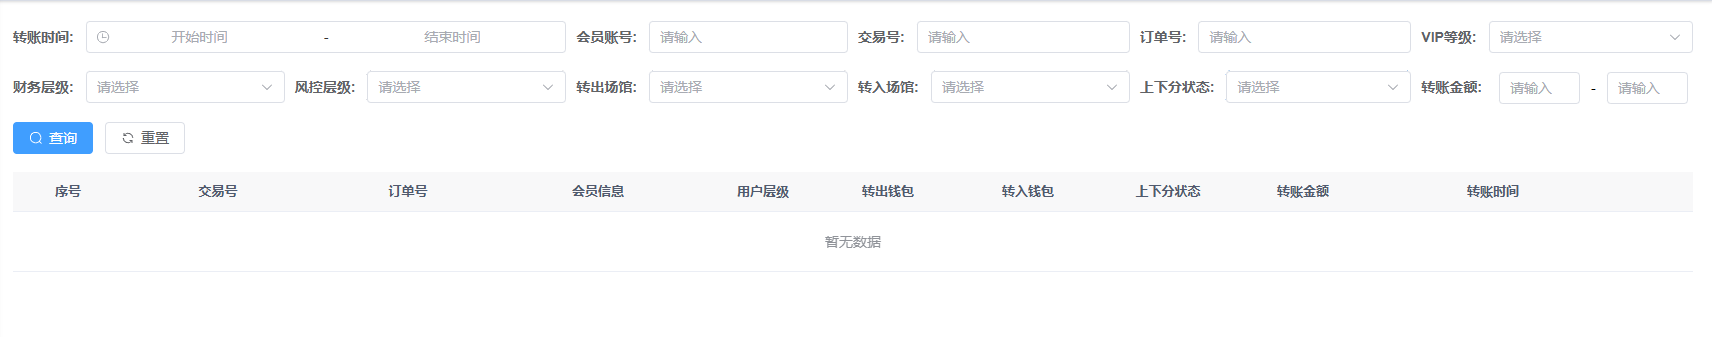 转账时间: 开始时间 - 结束时间 会员账号: 请输入 交易号: 请输入 订单号: 请输入 VIP等级: 请选择
财务层级: 请选择 风控层级: 请选择 转出场馆: 请选择 转入场馆: 请选择 上下分状态: 请选择 转账金额: 请输入 - 请输入
查询 重置
序号 交易号 订单号 会员信息 用户层级 转出钱包 转入钱包 上下分状态 转账金额 转账时间
暂无数据